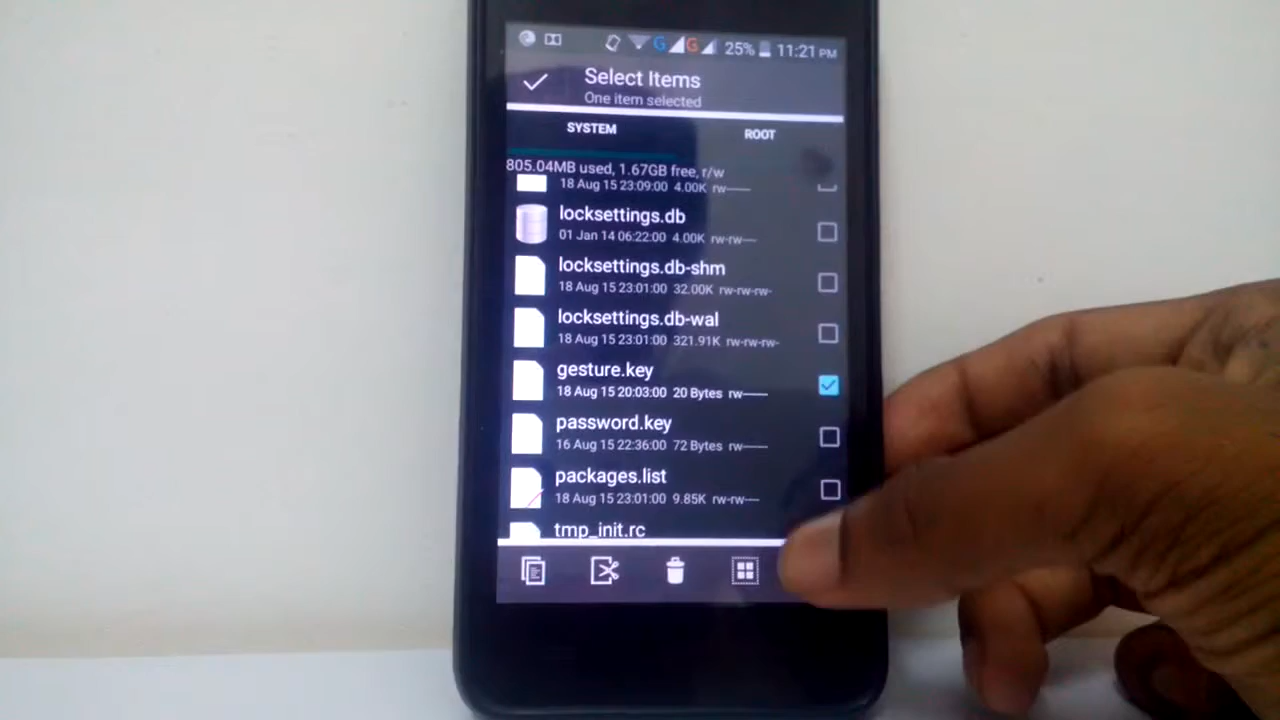 25% 11:21 PM
Select Items
One item selected
SYSTEM
ROOT
805.04MB used, 1.67GB free, r/w
18 Aug 15 23:09:00 4.00K rw-----
locksettings.db
01 Jan 14 06:22:00 4.00K rw-rw---
locksettings.db-shm
18 Aug 15 23:01:00 32.00K rw-rw-rw-
locksettings.db-wal
18 Aug 15 23:01:00 321.91K rw-rw-rw-
gesture.key
18 Aug 15 20:03:00 20 Bytes rw-----
password.key
16 Aug 15 22:36:00 72 Bytes rw-----
packages.list
18 Aug 15 23:01:00 9.85K rw-rw---
tmp_init.rc